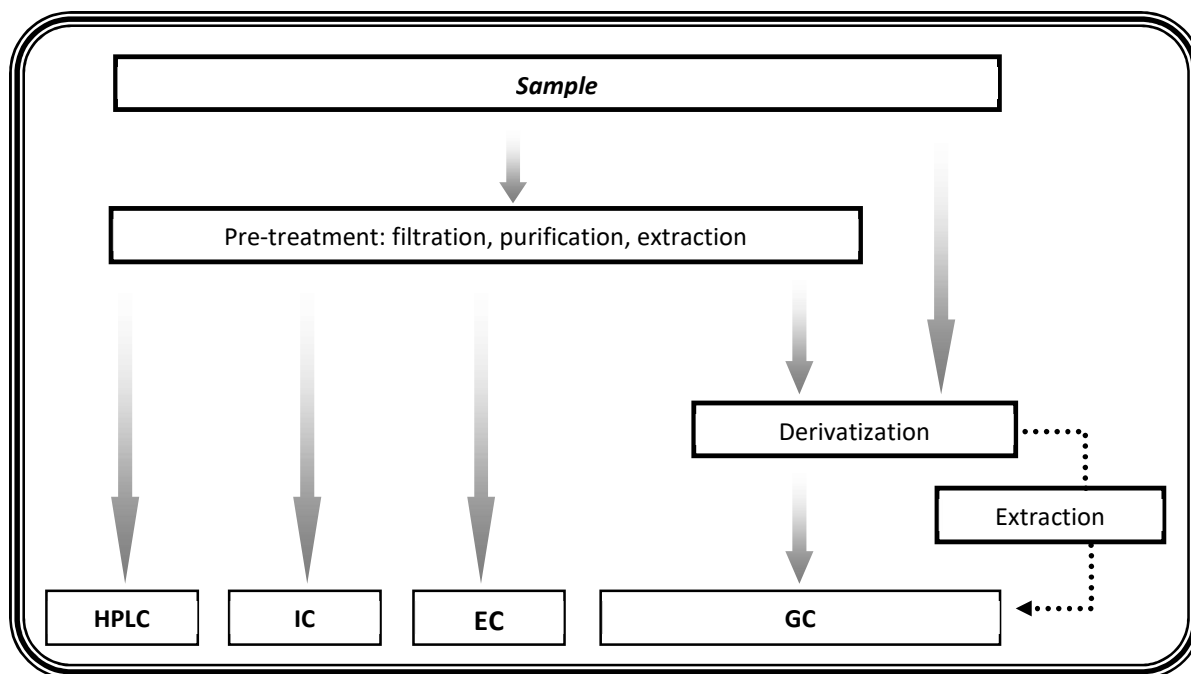 Sample
Pre-treatment: filtration, purification, extraction
Derivatization
Extraction
HPLC
IC
EC
GC